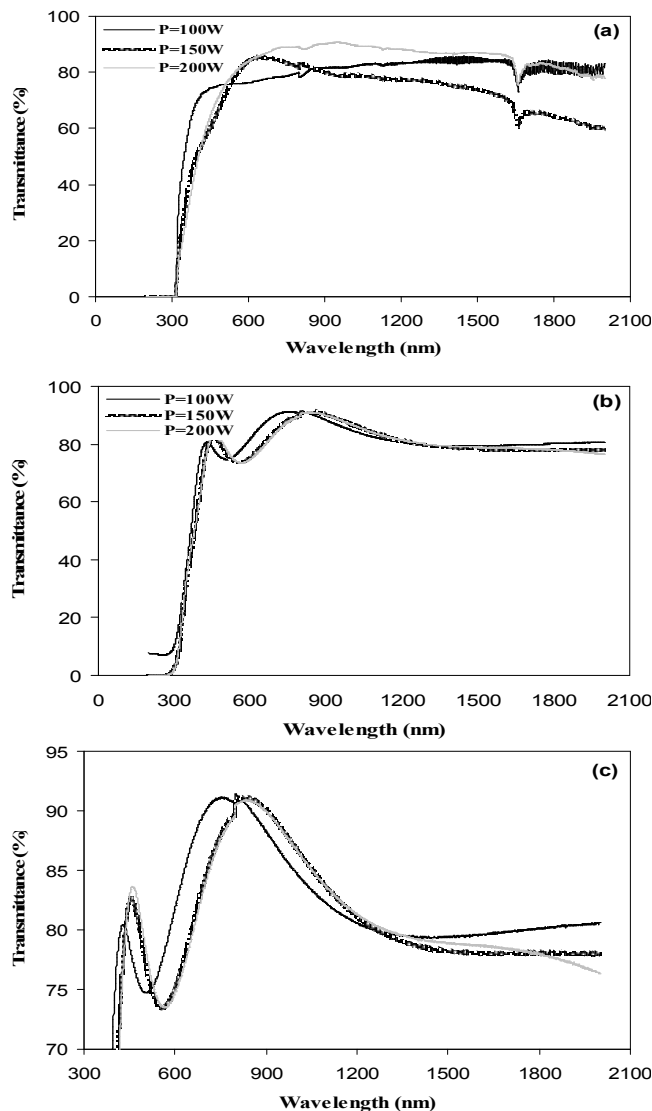 100
P=100W
(a)
P=150W
80
P=200W
60
40
20
0
Transmittance (%)
0 300 600 900 1200 1500 1800 2100
Wavelength (nm)
100
P=100W
(b)
P=150W
80
P=200W
60
40
20
0
Transmittance (%)
0 300 600 900 1200 1500 1800 2100
Wavelength (nm)
95
(c)
90
85
80
75
70
Transmittance (%)
300 600 900 1200 1500 1800 2100
Wavelength (nm)